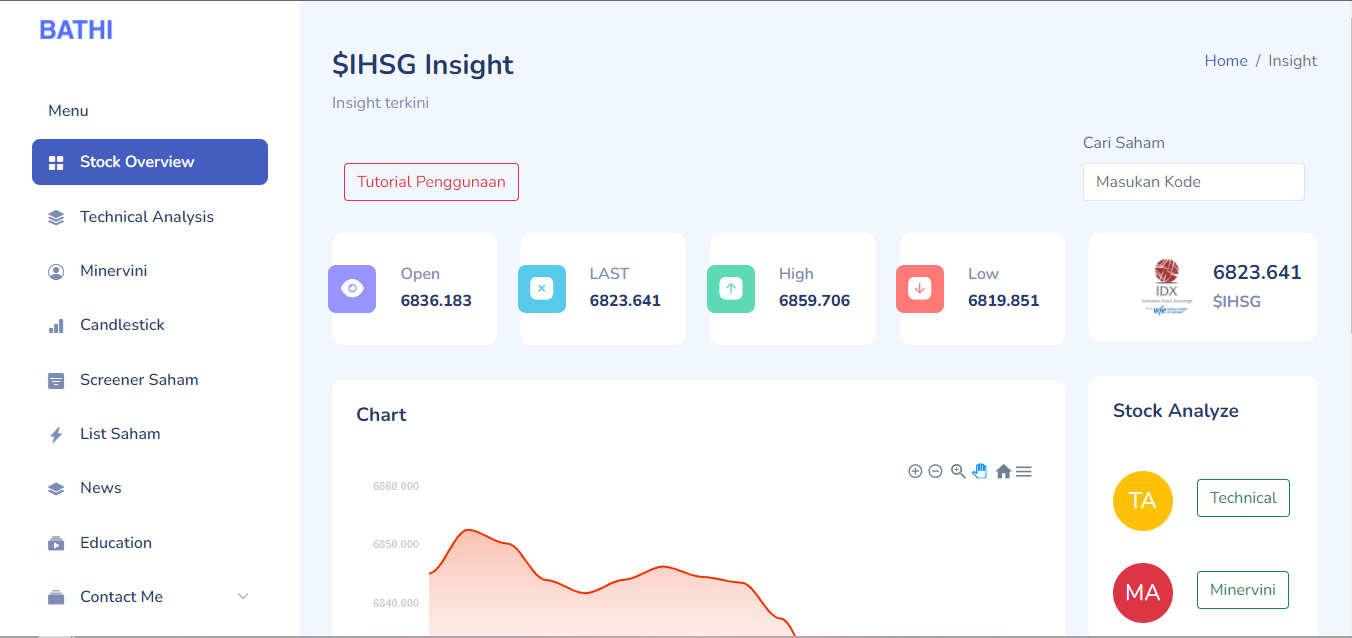 BATHI
Menu
Stock Overview
Technical Analysis
Minervini
Candlestick
Screener Saham
List Saham
News
Education
Contact Me
$IHSG Insight
Insight terkini
Home / Insight
Tutorial Penggunaan
Cari Saham
Masukan Kode
Open
6836.183
LAST
6823.641
High
6859.706
Low
6819.851
IDX
Indonesia Stock Exchange
wfe
6823.641
$IHSG
Chart
6860.000
6850.000
6840.000
Stock Analyze
TA
Technical
MA
Minervini